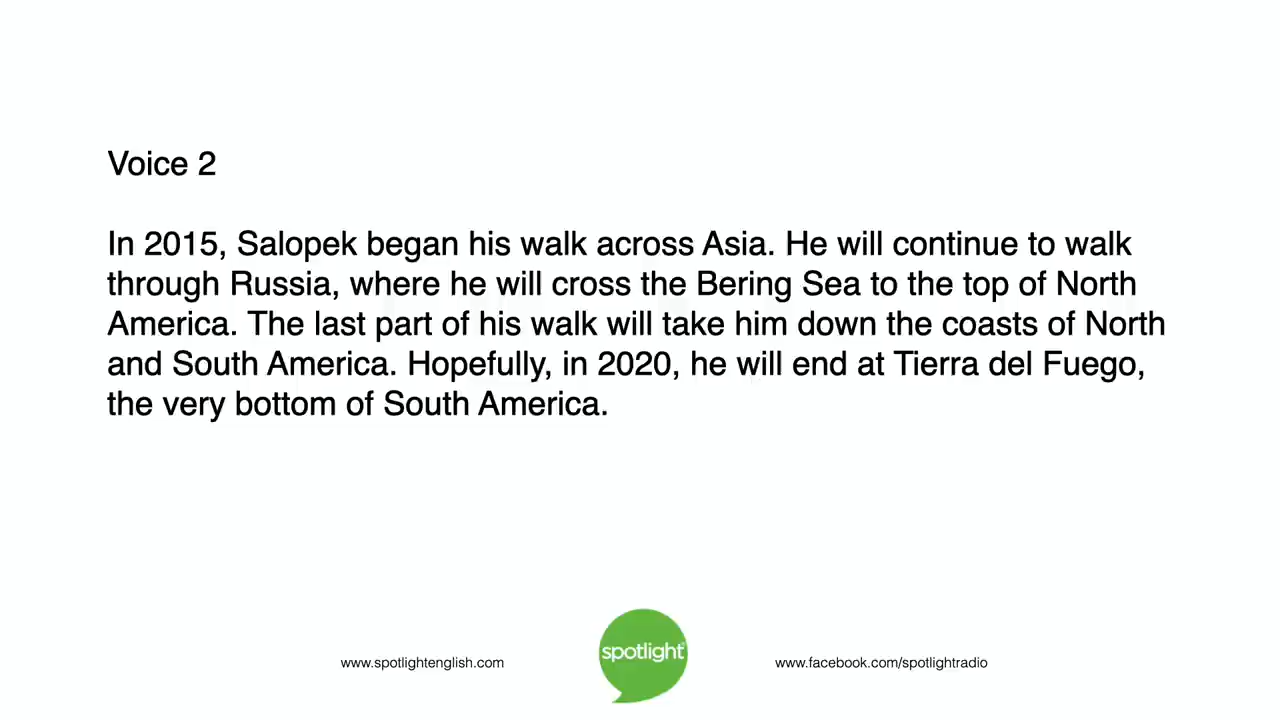 Voice 2
In 2015, Salopek began his walk across Asia. He will continue to walk
through Russia, where he will cross the Bering Sea to the top of North
America. The last part of his walk will take him down the coasts of North
and South America. Hopefully, in 2020, he will end at Tierra del Fuego,
the very bottom of South America.
www.spotlightenglish.com
spotlight
www.facebook.com/spotlightradio